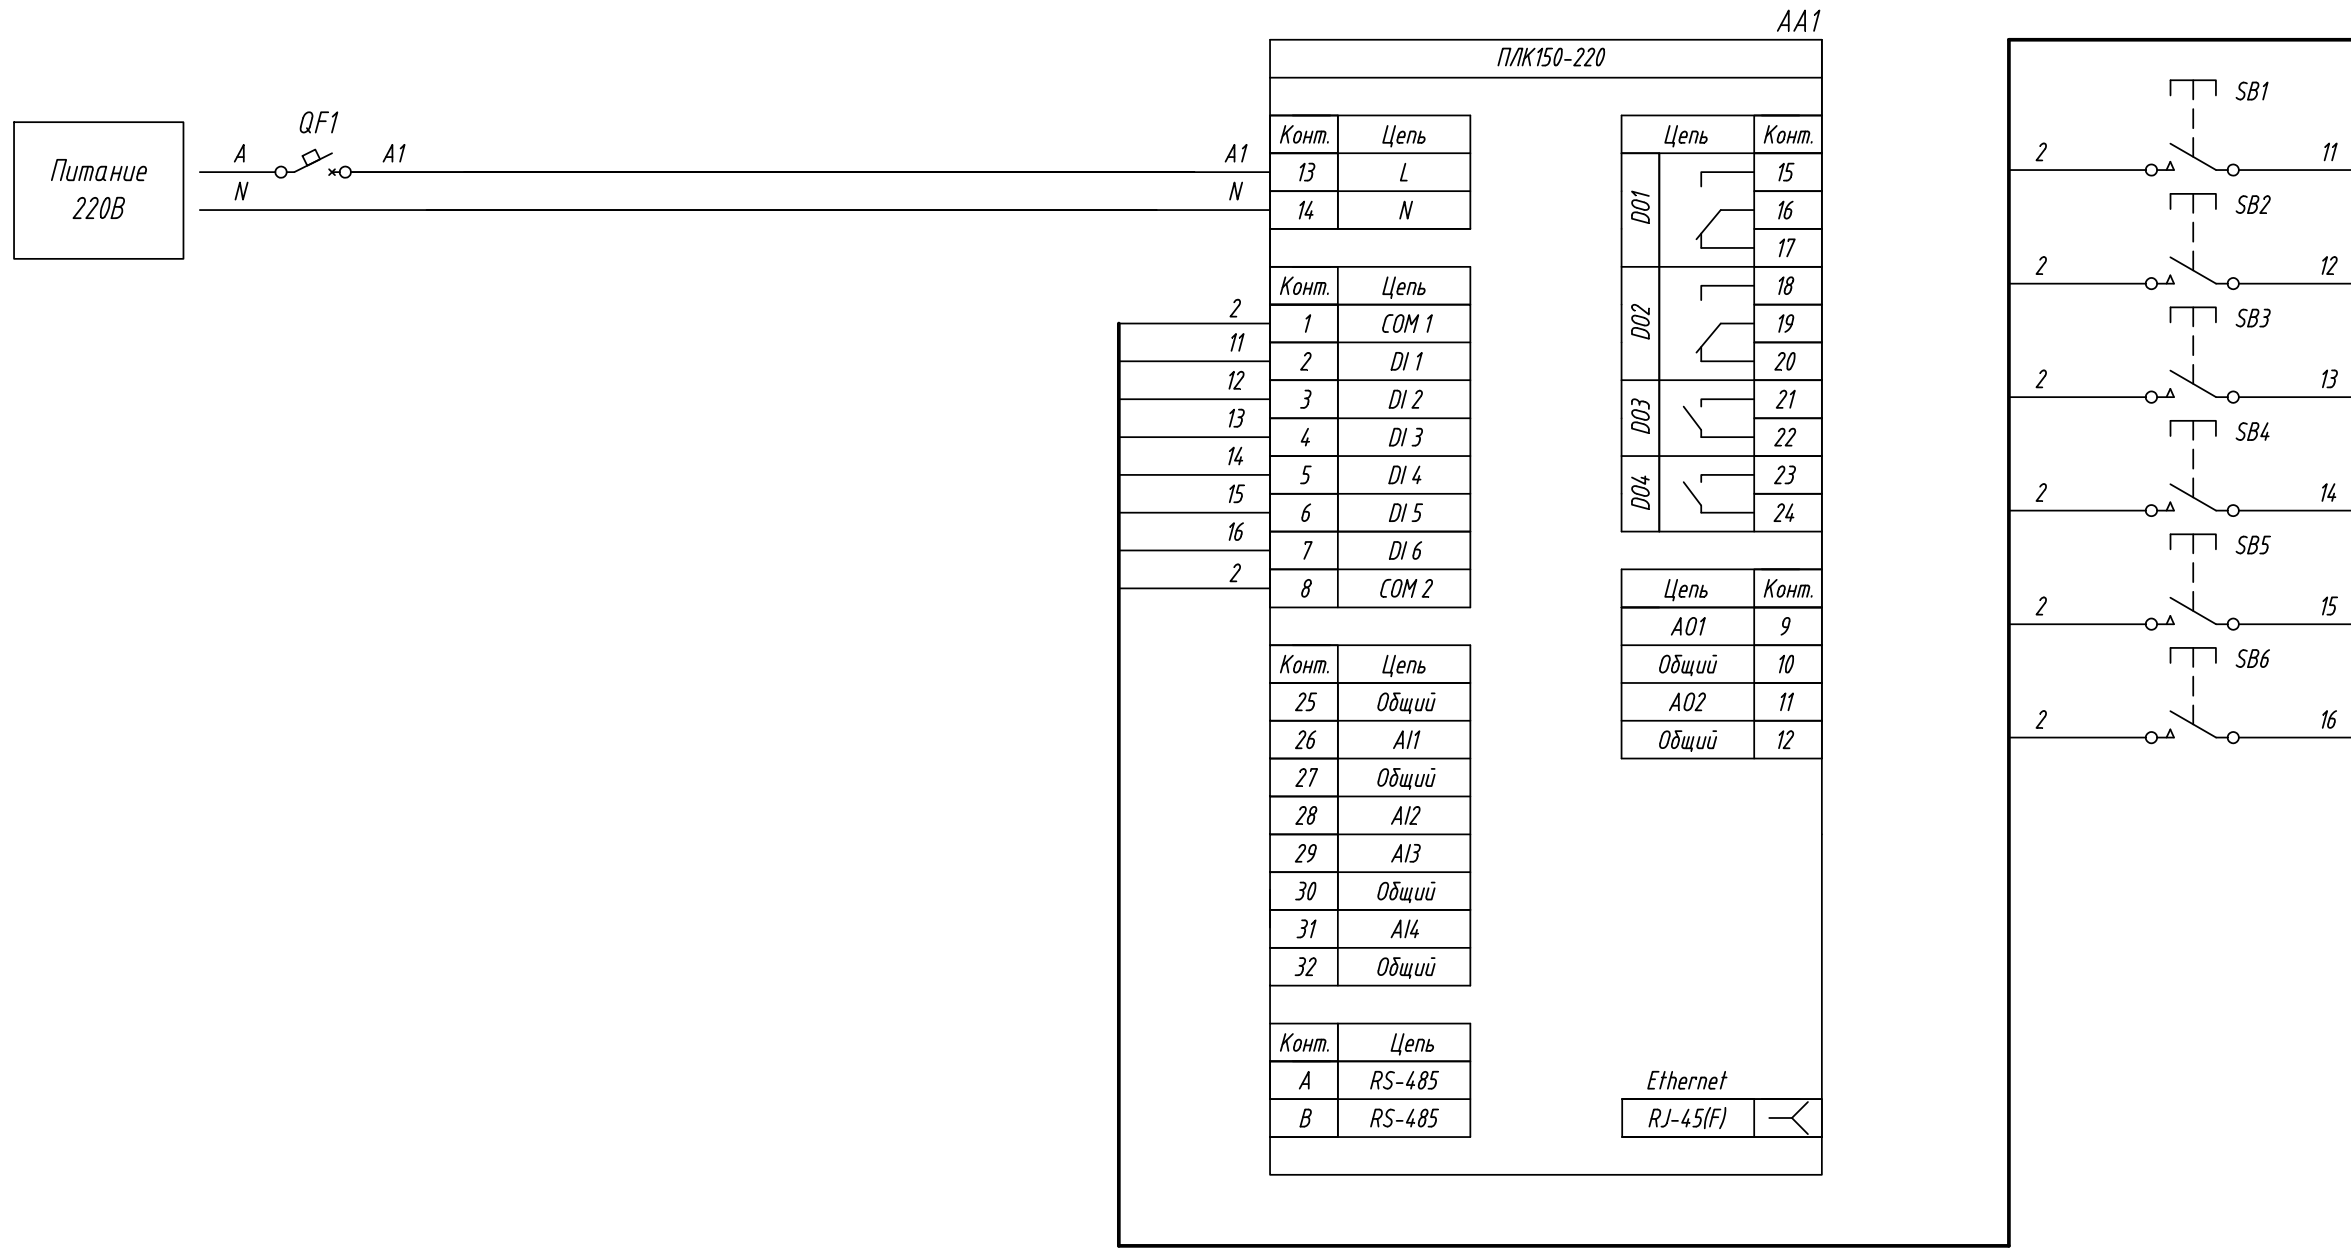 AA1
ПЛК150-220
Питание
220В
A
QF1
A1
N
A1
N
Конт. Цепь
13 L
14 N
Конт. Цепь
2
1 COM 1
11
2 DI 1
12
3 DI 2
13
4 DI 3
14
5 DI 4
15
6 DI 5
16
7 DI 6
2
8 COM 2
Конт. Цепь
25 Общий
26 AI1
27 Общий
28 AI2
29 AI3
30 Общий
31 AI4
32 Общий
Конт. Цепь
A RS-485
B RS-485
Цепь Конт.
DO1
15
16
17
DO2
18
19
20
DO3
21
22
DO4
23
24
Цепь Конт.
AO1 9
Общий 10
AO2 11
Общий 12
Ethernet
RJ-45(F)
SB1
2 11
SB2
2 12
SB3
2 13
SB4
2 14
SB5
2 15
SB6
2 16